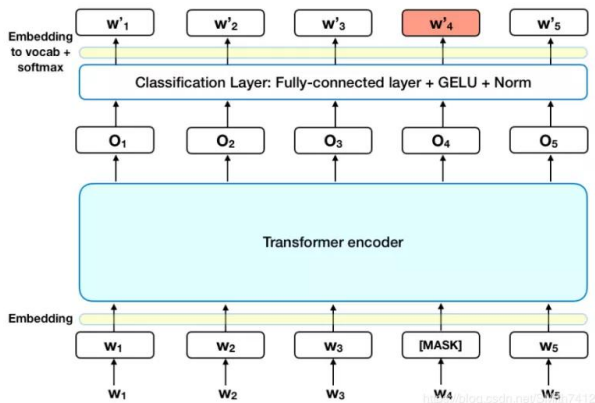 Embedding to vocab + softmax
w'1 w'2 w'3 w'4 w'5
Classification Layer: Fully-connected layer + GELU + Norm
O1 O2 O3 O4 O5
Transformer encoder
Embedding
W1 W2 W3 [MASK] W5
W1 W2 W3 W4 W5